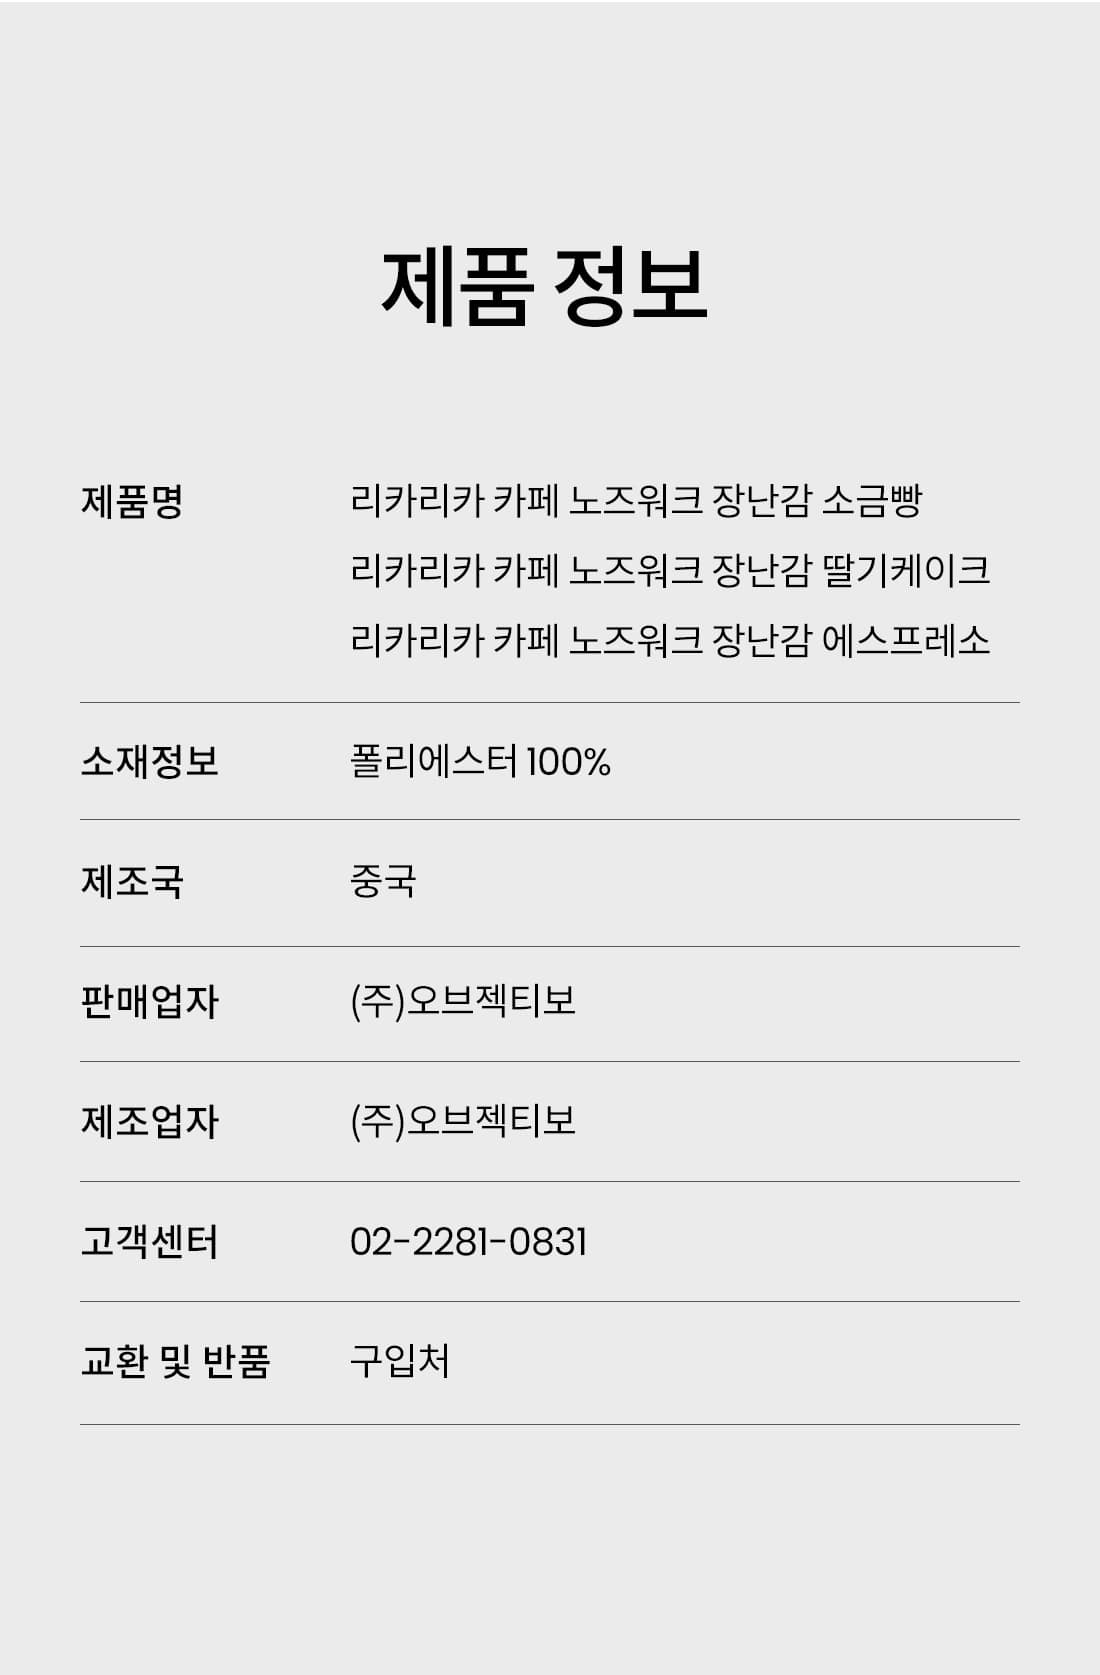 제품 정보
제품명 리카리카 카페 노즈워크 장난감 소금빵
리카리카 카페 노즈워크 장난감 딸기케이크
리카리카 카페 노즈워크 장난감 에스프레소
소재정보 폴리에스터 100%
제조국 중국
판매업자 (주)오브젝티보
제조업자 (주)오브젝티보
고객센터 02-2281-0831
교환 및 반품 구입처